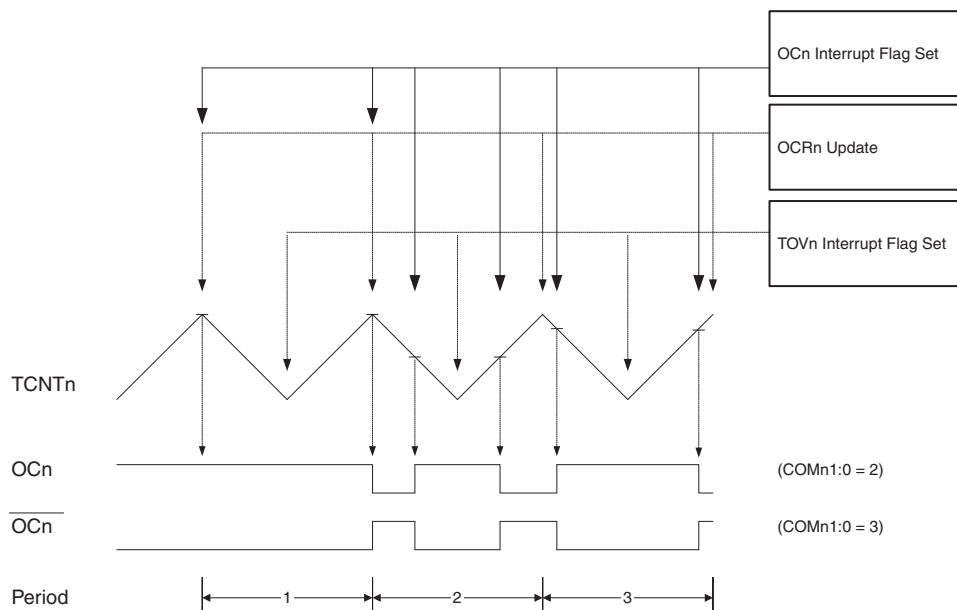 OCn Interrupt Flag Set
OCRn Update
TOVn Interrupt Flag Set
TCNTn
OCn
(COMn1:0 = 2)
OCn
(COMn1:0 = 3)
Period
1
2
3